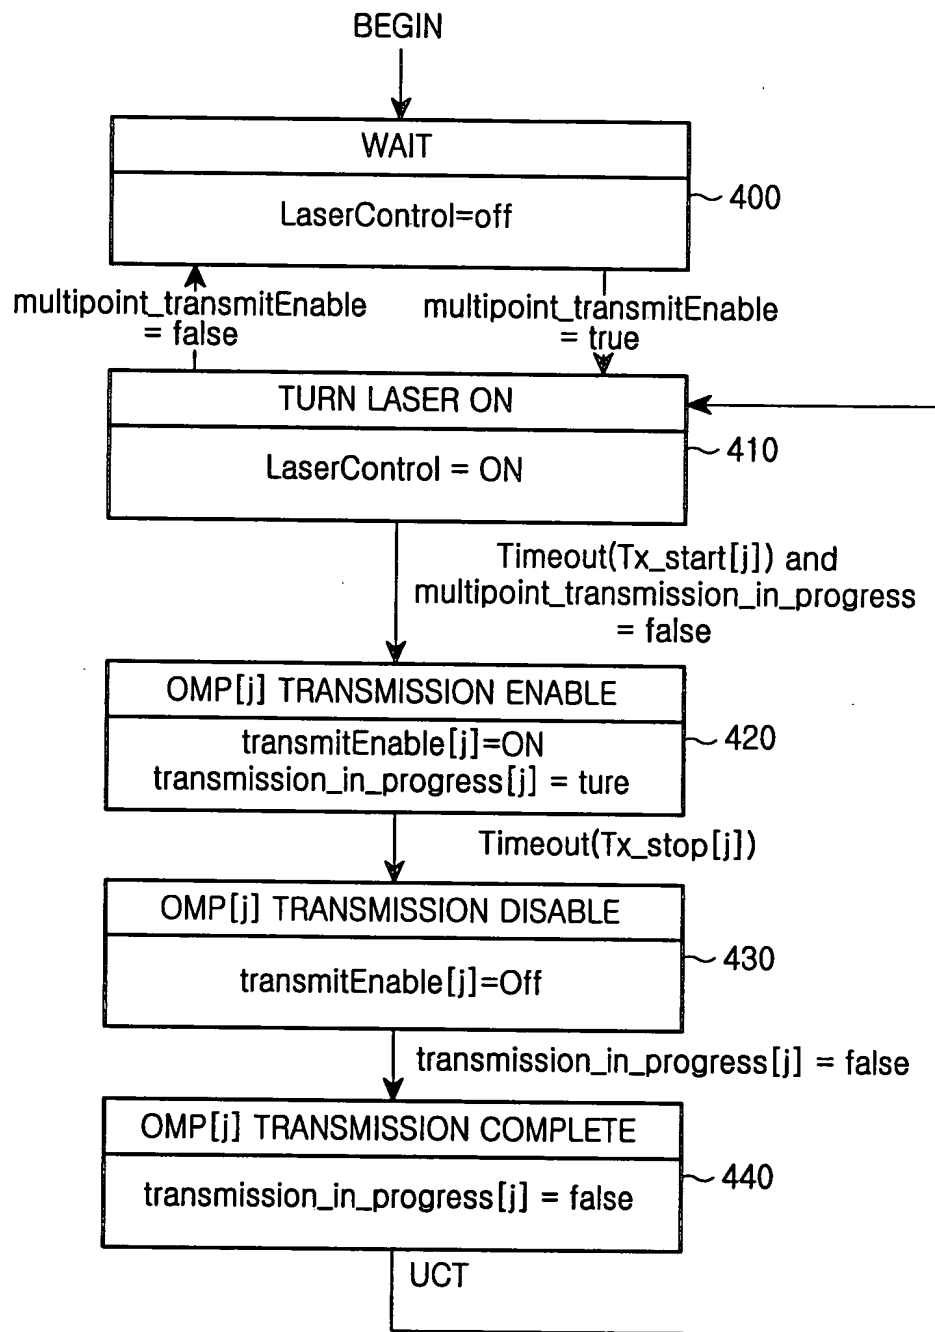 BEGIN
WAIT
LaserControl=off
400
multipoint_transmitEnable
= false
multipoint_transmitEnable
= true
TURN LASER ON
LaserControl = ON
410
Timeout(Tx_start[j]) and
multipoint_transmission_in_progress
= false
OMP[j] TRANSMISSION ENABLE
transmitEnable[j]=ON
transmission_in_progress[j] = ture
420
Timeout(Tx_stop[j])
OMP[j] TRANSMISSION DISABLE
transmitEnable[j]=Off
430
transmission_in_progress[j] = false
OMP[j] TRANSMISSION COMPLETE
transmission_in_progress[j] = false
440
UCT